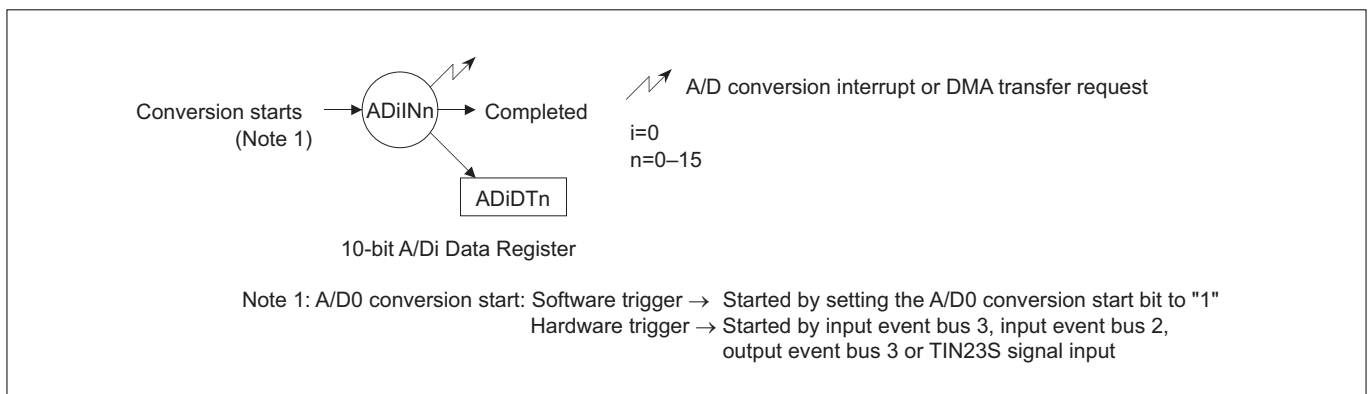 Conversion starts
(Note 1)
ADiINn
Completed
ADiDTn
10-bit A/Di Data Register
A/D conversion interrupt or DMA transfer request
i=0
n=0–15
Note 1: A/D0 conversion start: Software trigger → Started by setting the A/D0 conversion start bit to "1"
Hardware trigger → Started by input event bus 3, input event bus 2,
output event bus 3 or TIN23S signal input